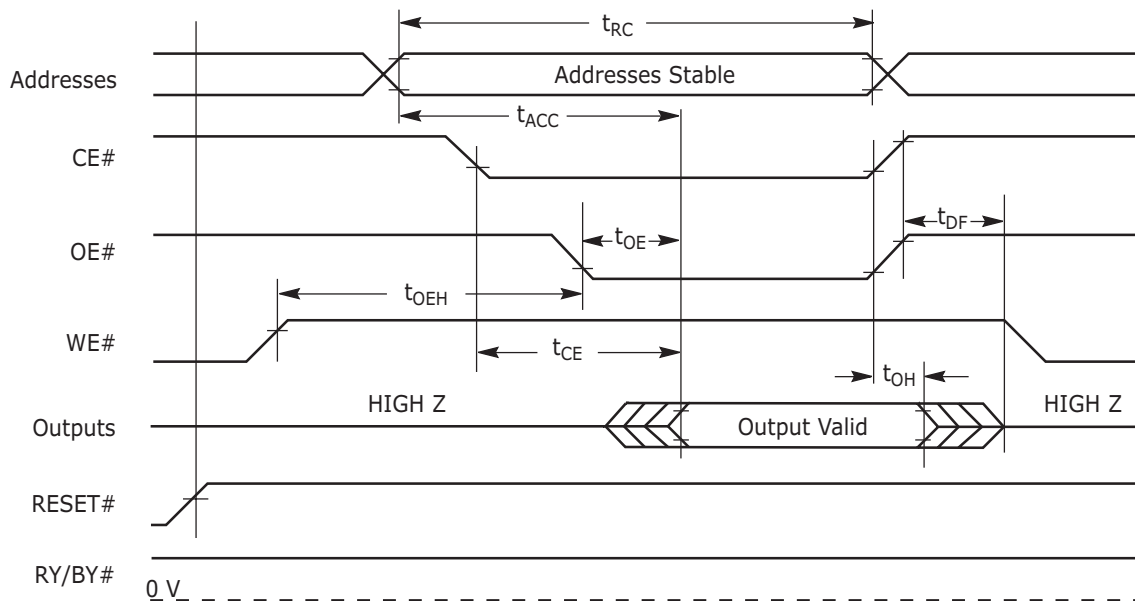 tRC
Addresses
Addresses Stable
tACC
CE#
tDF
OE#
tOE
tOEH
WE#
tCE
tOH
HIGH Z
HIGH Z
Outputs
Output Valid
RESET#
RY/BY#
0 V